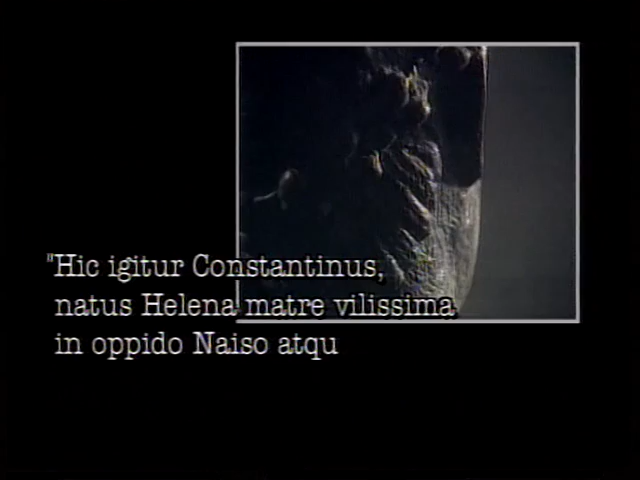 "Hic igitur Constantinus,
natus Helena matre vilissima
in oppido Naiso atqu